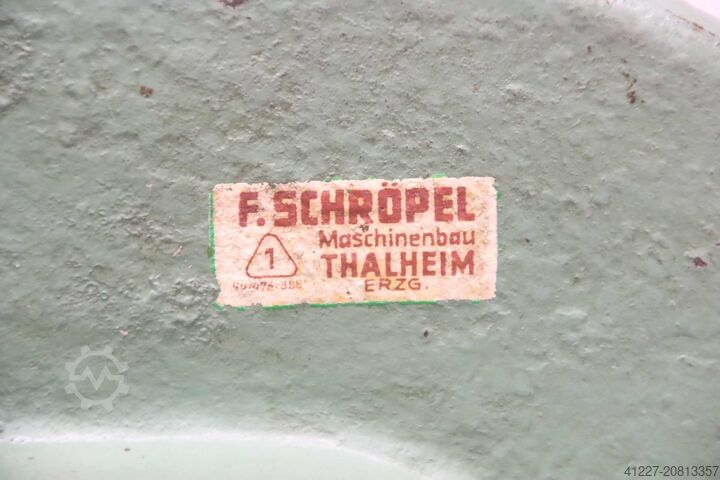 F. SCHRÖPEL
Maschinenbau
1
THALHEIM
ERZG.
41227-20813357